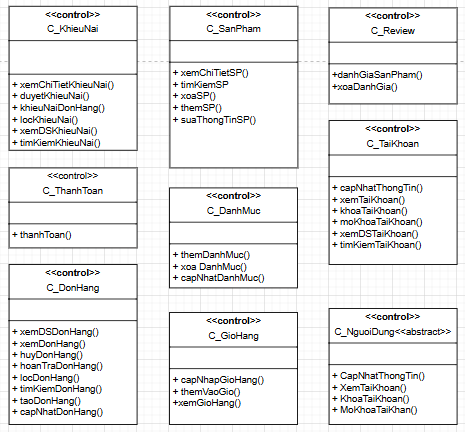 <<control>>
C_KhieuNai
+ xemChiTietKhieuNai()
+ duyetKhieuNai()
+ khieuNaiDonHang()
+ locKhieuNai()
+ xemDSKhieuNai()
+ timKiemKhieuNai()
<<control>>
C_SanPham
+ xemChiTietSP()
+ timKiemSP
+ xoaSP()
+ themSP()
+ suaThongTinSP()
<<control>>
C_Review
+danhGiaSanPham()
+xoaDanhGia()
<<control>>
C_TaiKhoan
+ capNhatThongTin()
+ xemTaiKhoan()
+ khoaTaiKhoan()
+ moKhoaTaiKhoan()
+ xemDSTaiKhoan()
+ timKiemTaiKhoan()
<<control>>
C_ThanhToan
+ thanhToan()
<<control>>
C_DanhMuc
+ themDanhMuc()
+ xoa DanhMuc()
+ capNhatDanhMuc()
<<control>>
C_DonHang
+ xemDSDonHang()
+ xemDonHang()
+ huyDonHang()
+ hoanTraDonHang()
+ locDonHang()
+ timKiemDonHang()
+ taoDonHang()
+ capNhatDonHang()
<<control>>
C_GioHang
+ capNhapGioHang()
+ themVaoGio()
+xemGioHang()
<<control>>
C_NguoiDung<<abstract>>
+ CapNhatThongTin()
+ XemTaiKhoan()
+ KhoaTaiKhoan()
+ MoKhoaTaiKhan()